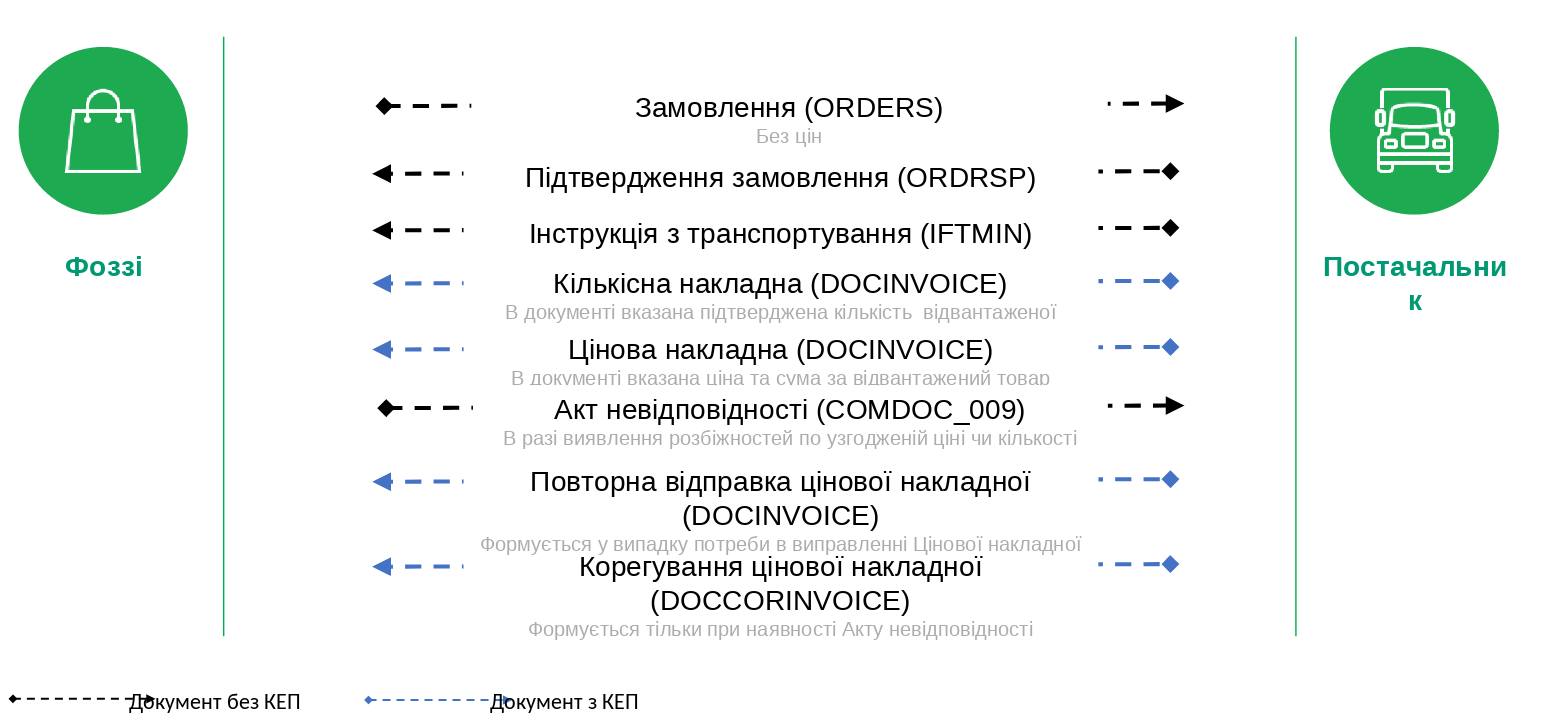 Замовлення (ORDERS)
Без цін
Підтвердження замовлення (ORDRSP)
Інструкція з транспортування (IFTMIN)
Фоззі
Постачальни
к
Кількісна накладна (DOCINVOICE)
В документі вказана підтверджена кількість відвантаженої
Цінова накладна (DOCINVOICE)
В документі вказана ціна та сума за відвантажений товар
Акт невідповідності (COMDOC_009)
В разі виявлення розбіжностей по узгодженій ціні чи кількості
Повторна відправка цінової накладної
(DOCINVOICE)
Формується у випадку потреби в виправленні Цінової накладної
Корегування цінової накладної
(DOCCORINVOICE)
Формується тільки при наявності Акту невідповідності
Документ без КЕП
Документ з КЕП